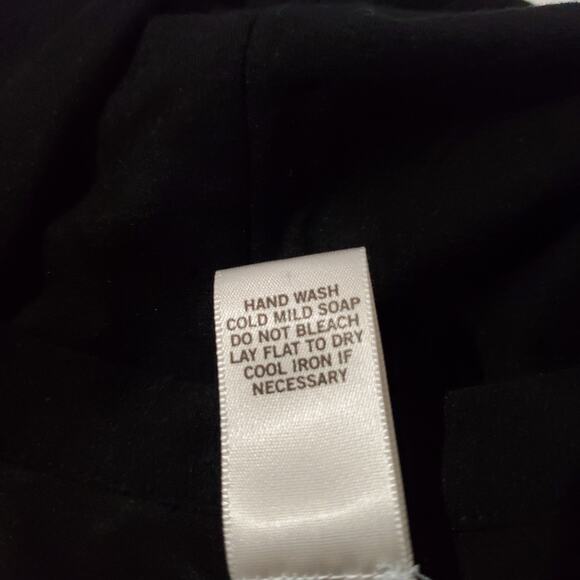 HAND WASH
COLD MILD SOAP
DO NOT BLEACH
LAY FLAT TO DRY
COOL IRON IF
NECESSARY